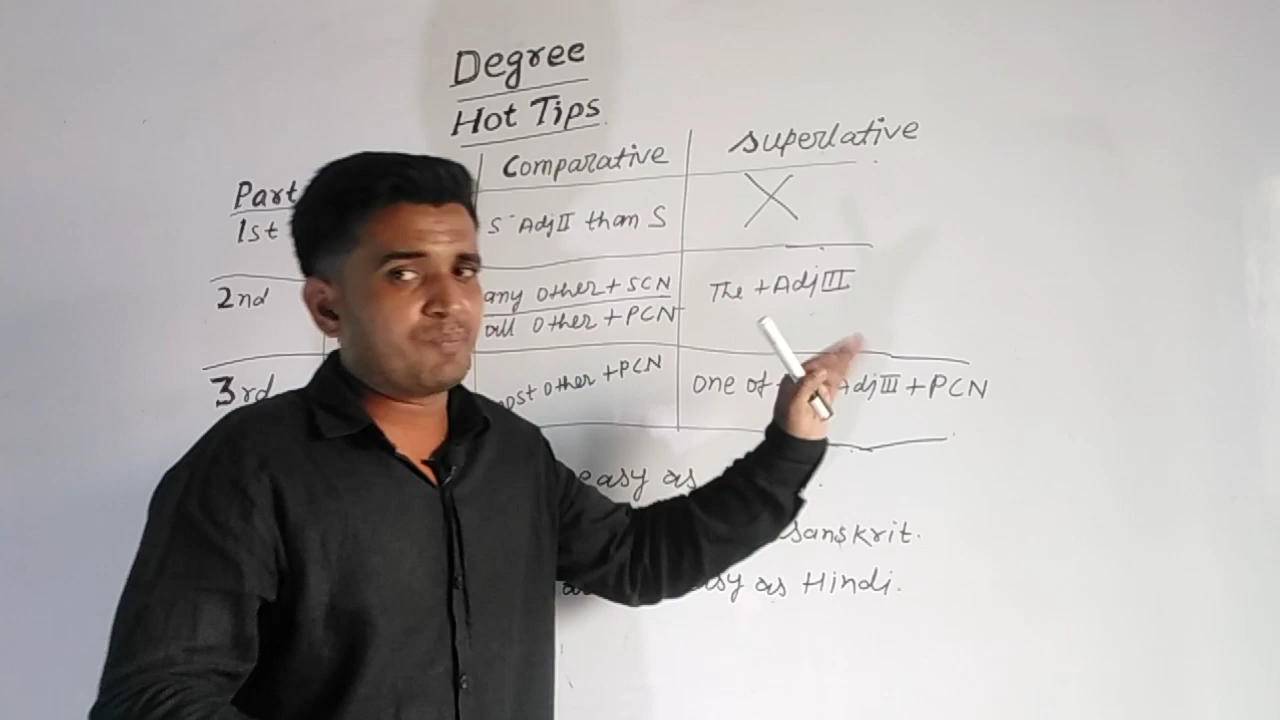 Degree
Hot Tips
Part Comparative Superlative
1st S Adj II than S X
2nd any other + SCN The + Adj III
all other + PCN
3rd most other + PCN One of Adj III + PCN
easy as
Sanskrit.
as Hindi.